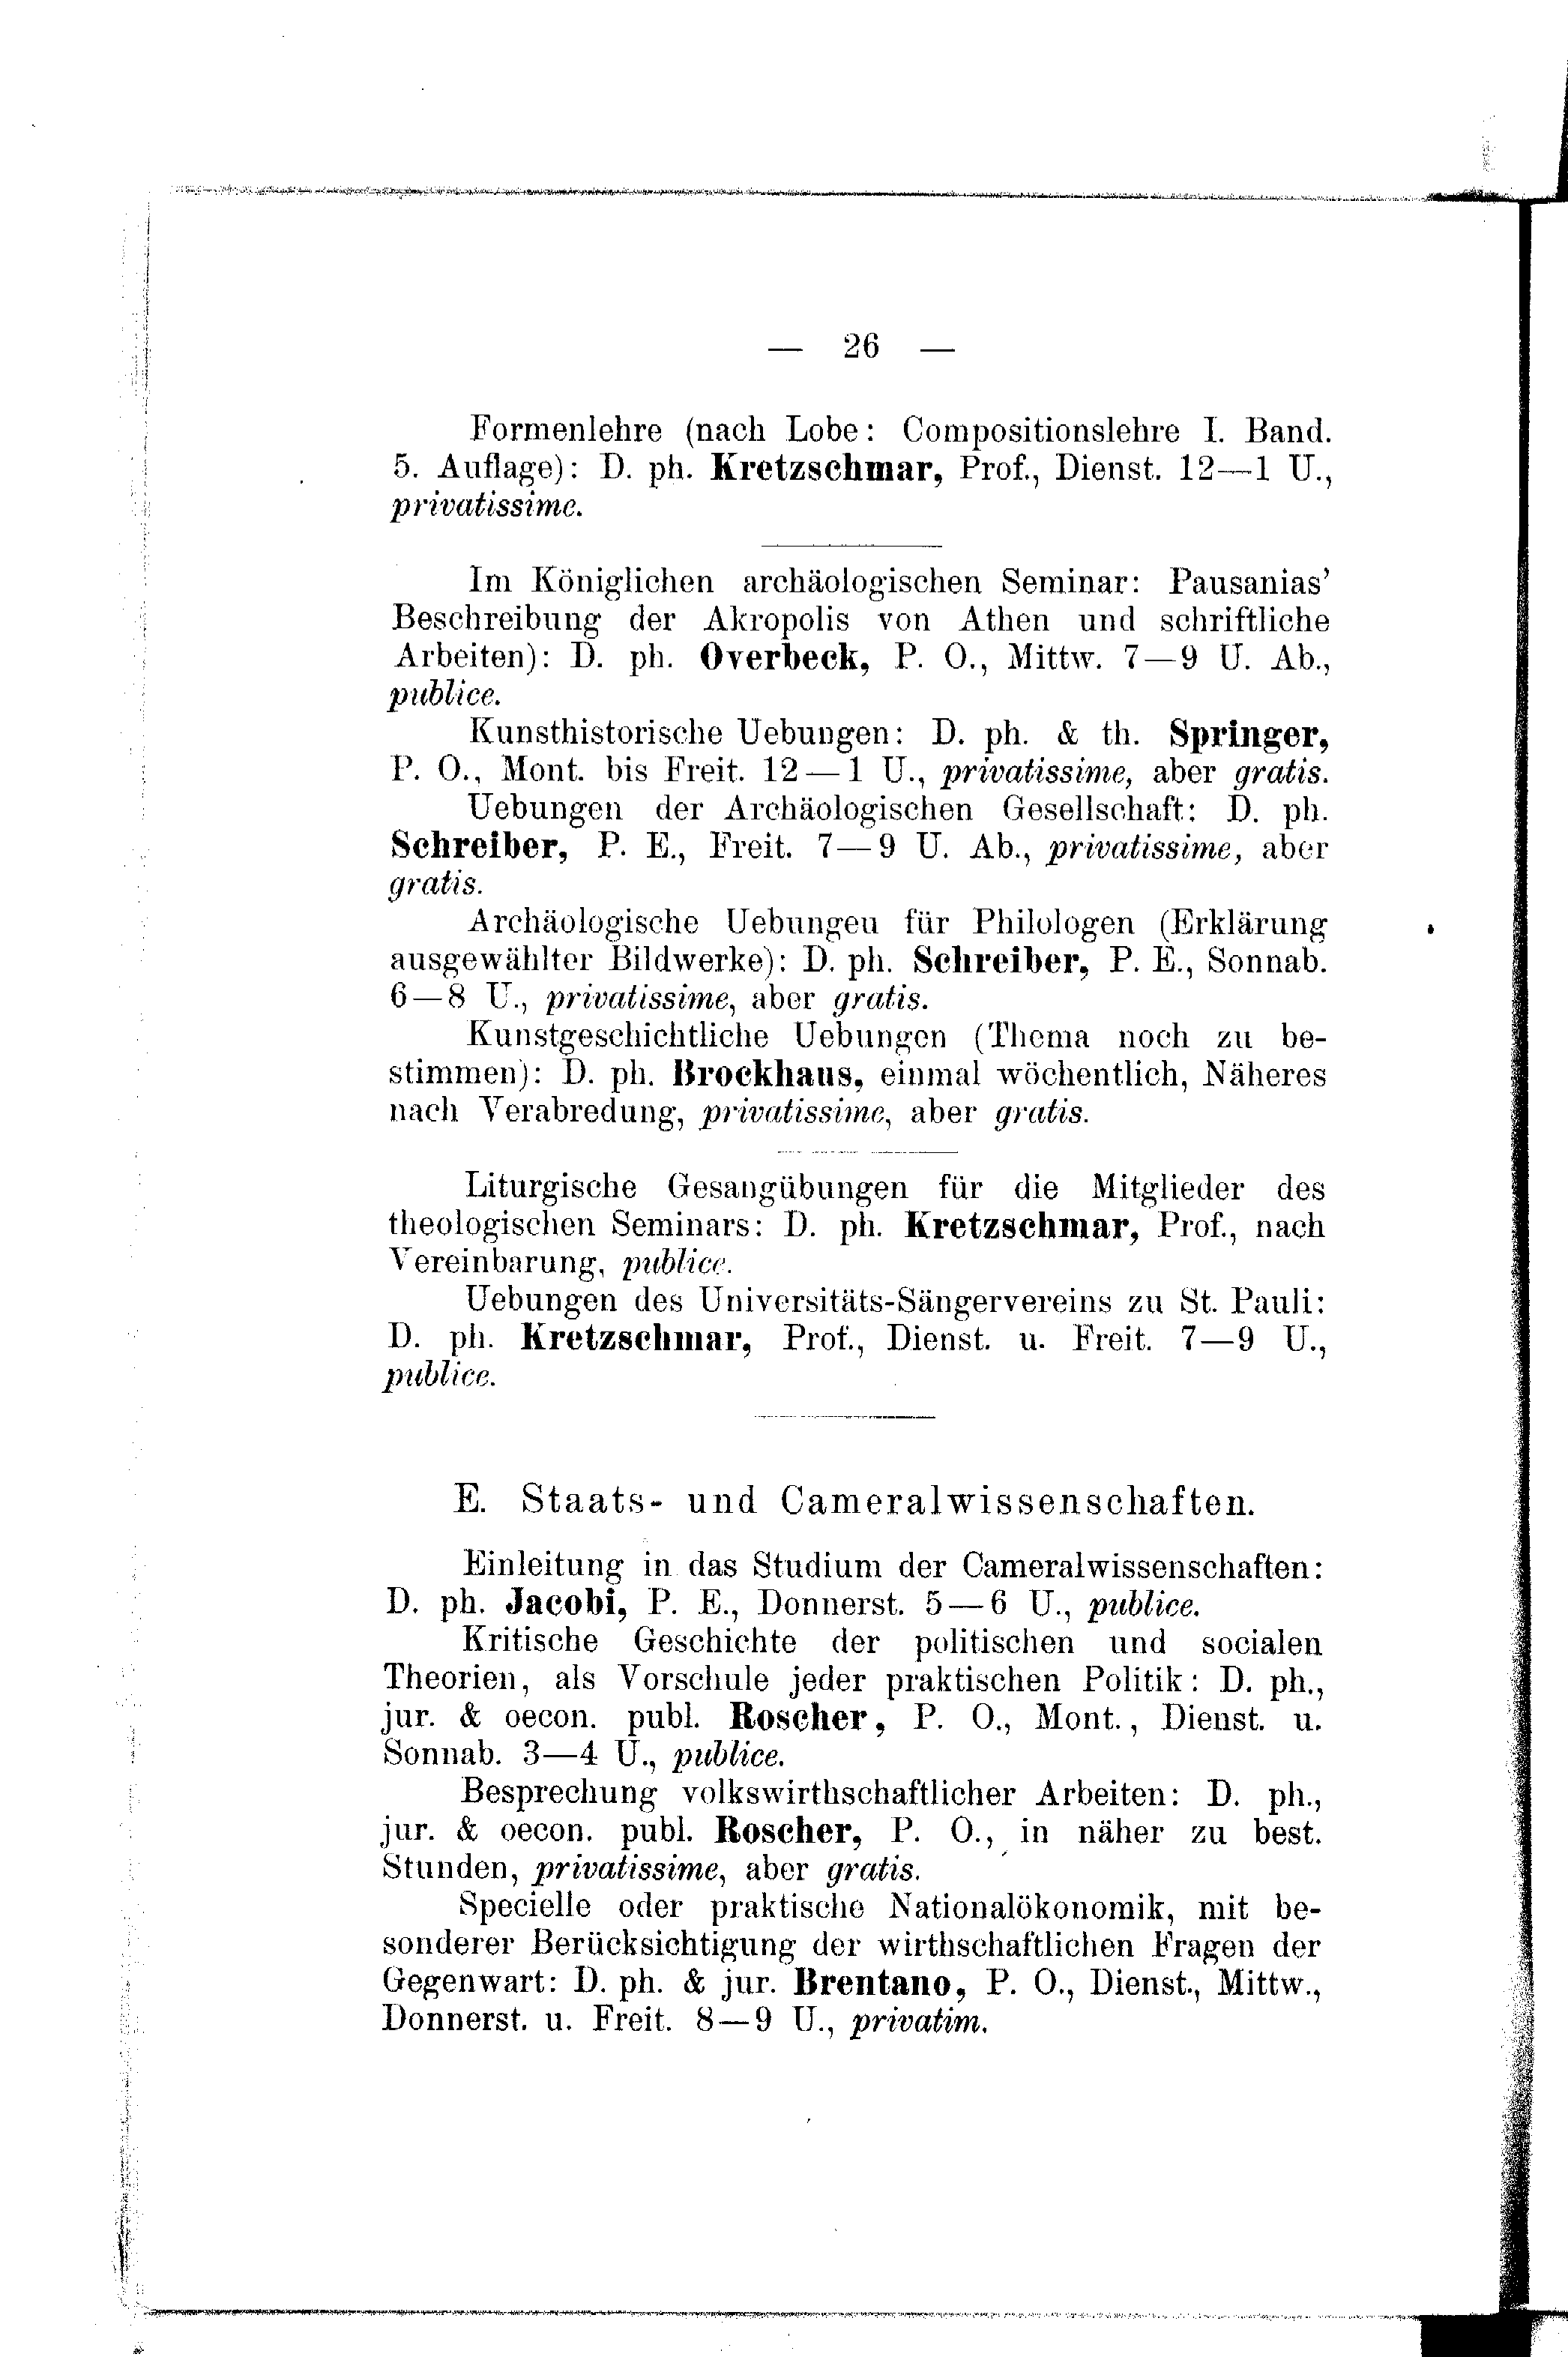 — 26 —
Formenlehre (nach Lobe: Compositionslehre I. Band.
5. Auflage): D. ph. Kretzschmar, Prof., Dienst. 12—1 U.,
privatissime.
Im Königlichen archäologischen Seminar: Pausanias’
Beschreibung der Akropolis von Athen und schriftliche
Arbeiten): D. ph. Overbeck, P. O., Mittw. 7—9 U. Ab.,
publice.
Kunsthistorische Uebungen: D. ph. & th. Springer,
P. O., Mont. bis Freit. 12—1 U., privatissime, aber gratis.
Uebungen der Archäologischen Gesellschaft: D. ph.
Schreiber, P. E., Freit. 7—9 U. Ab., privatissime, aber
gratis.
Archäologische Uebungen für Philologen (Erklärung
ausgewählter Bildwerke): D. ph. Schreiber, P. E., Sonnab.
6—8 U., privatissime, aber gratis.
Kunstgeschichtliche Uebungen (Thema noch zu be-
stimmen): D. ph. Brockhaus, einmal wöchentlich, Näheres
nach Verabredung, privatissime, aber gratis.
Liturgische Gesangübungen für die Mitglieder des
theologischen Seminars: D. ph. Kretzschmar, Prof., nach
Vereinbarung, publice.
Uebungen des Universitäts-Sängervereins zu St. Pauli:
D. ph. Kretzschmar, Prof., Dienst. u. Freit. 7—9 U.,
publice.
E. Staats- und Cameralwissenschaften.
Einleitung in das Studium der Cameralwissenschaften:
D. ph. Jacobi, P. E., Donnerst. 5—6 U., publice.
Kritische Geschichte der politischen und socialen
Theorien, als Vorschule jeder praktischen Politik: D. ph.,
jur. & oecon. publ. Roscher, P. O., Mont., Dienst. u.
Sonnab. 3—4 U., publice.
Besprechung volkswirthschaftlicher Arbeiten: D. ph.,
jur. & oecon. publ. Roscher, P. O., in näher zu best.
Stunden, privatissime, aber gratis.
Specielle oder praktische Nationalökonomik, mit be-
sonderer Berücksichtigung der wirthschaftlichen Fragen der
Gegenwart: D. ph. & jur. Brentano, P. O., Dienst., Mittw.,
Donnerst. u. Freit. 8—9 U., privatim.